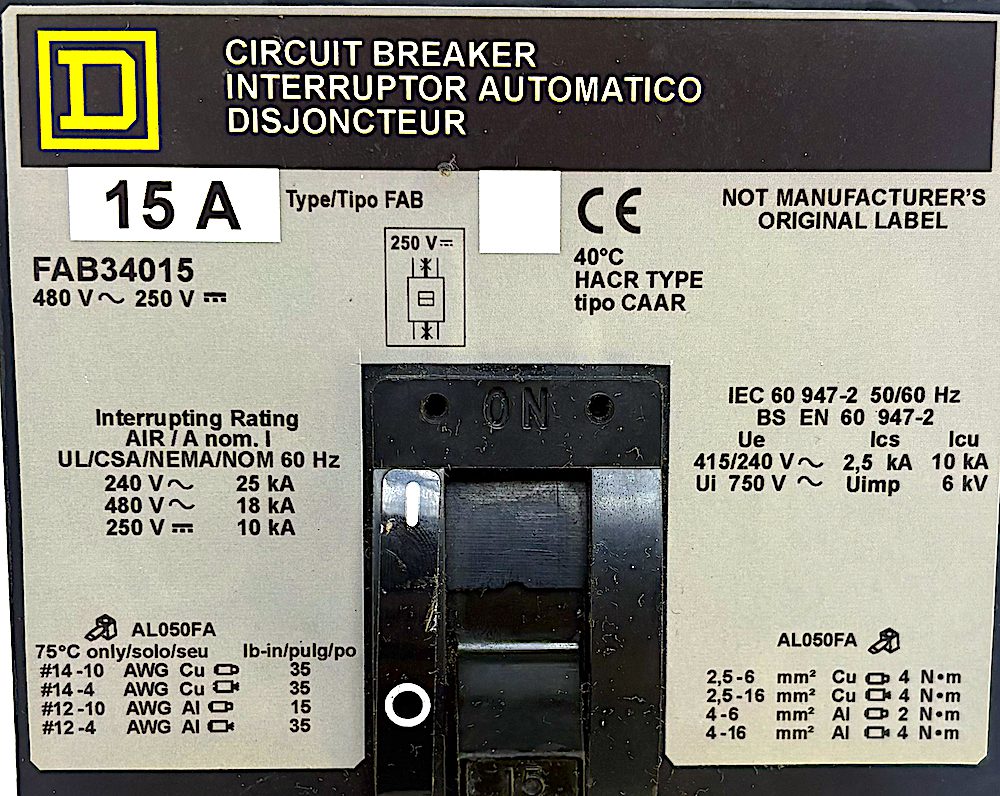 D
CIRCUIT BREAKER
INTERRUPTOR AUTOMATICO
DISJONCTEUR
15 A
Type/Tipo FAB
FAB34015
480 V~ 250 V⎓
250 V⎓
CE
40°C
HACR TYPE
tipo CAAR
NOT MANUFACTURER'S
ORIGINAL LABEL
Interrupting Rating
AIR / A nom. I
UL/CSA/NEMA/NOM 60 Hz
240 V~ 25 kA
480 V~ 18 kA
250 V⎓ 10 kA
ON
IEC 60 947-2 50/60 Hz
BS EN 60 947-2
Ue Ics Icu
415/240 V~ 2,5 kA 10 kA
Ui 750 V~ Uimp 6 kV
AL050FA
75°C only/solo/seu lb-in/pulg/po
#14-10 AWG Cu 35
#14-4 AWG Cu 35
#12-10 AWG Al 15
#12-4 AWG Al 35
15
AL050FA
2,5-6 mm² Cu 4 N•m
2,5-16 mm² Cu 4 N•m
4-6 mm² Al 2 N•m
4-16 mm² Al 4 N•m